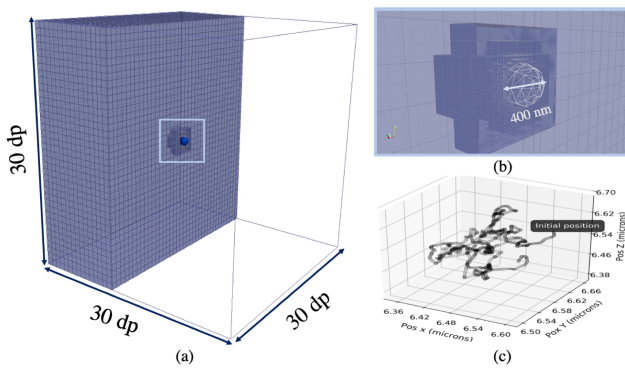 30 dp
30 dp
30 dp
(a)
400 nm
(b)
6.70
6.62
6.54
6.46
6.38
Pos Z (microns)
Initial position
6.36
6.42
6.48
6.54
6.60
Pos x (microns)
6.50
6.54
6.58
6.62
6.66
Pox Y (microns)
(c)